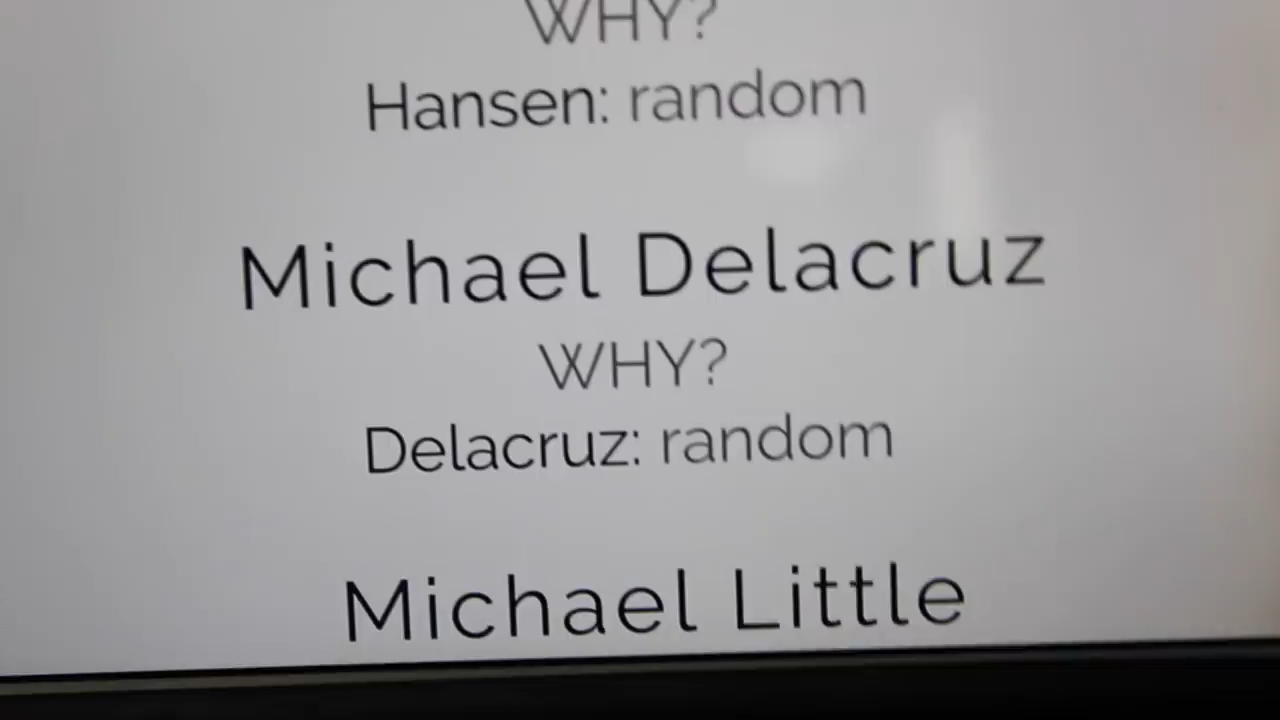 WHY?
Hansen: random
Michael Delacruz
WHY?
Delacruz: random
Michael Little